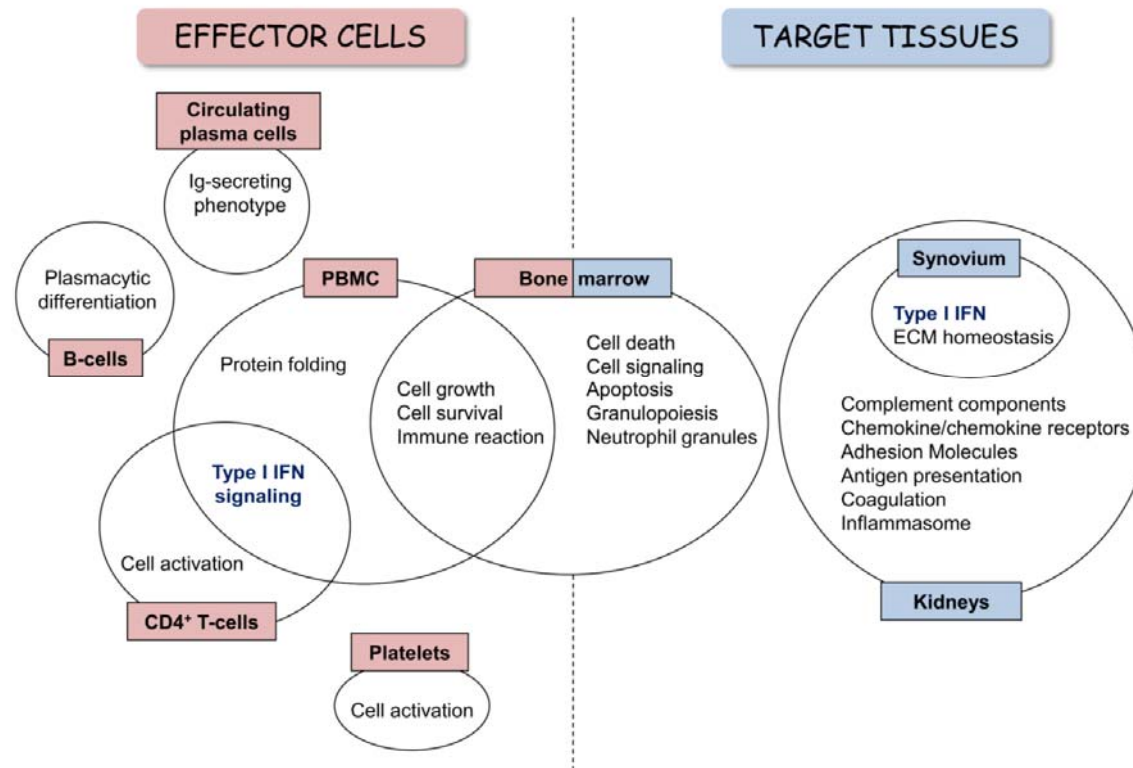 EFFECTOR CELLS
TARGET TISSUES
Circulating
plasma cells
Ig-secreting
phenotype
Plasmacytic
differentiation
B-cells
PBMC
Protein folding
Type I IFN
signaling
Cell activation
CD4⁺ T-cells
Platelets
Cell activation
Bone marrow
Cell growth
Cell survival
Immune reaction
Cell death
Cell signaling
Apoptosis
Granulopoiesis
Neutrophil granules
Synovium
Type I IFN
ECM homeostasis
Complement components
Chemokine/chemokine receptors
Adhesion Molecules
Antigen presentation
Coagulation
Inflammasome
Kidneys